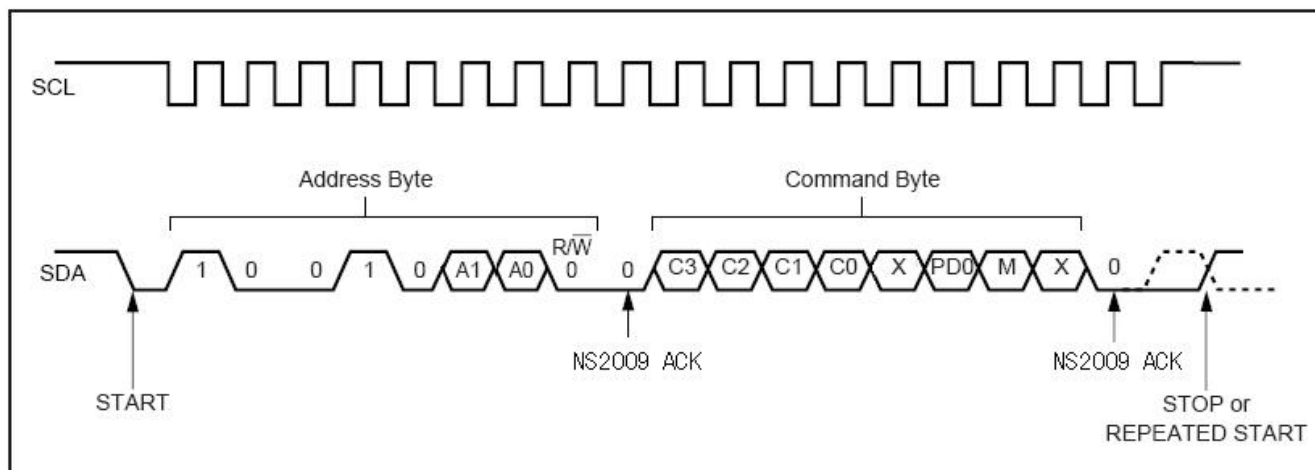 SCL
Address Byte
Command Byte
R/W̅
SDA
1 0 0 1 0 A1 A0 0 0 C3 C2 C1 C0 X PD0 M X 0
NS2009 ACK
NS2009 ACK
START
STOP or
REPEATED START